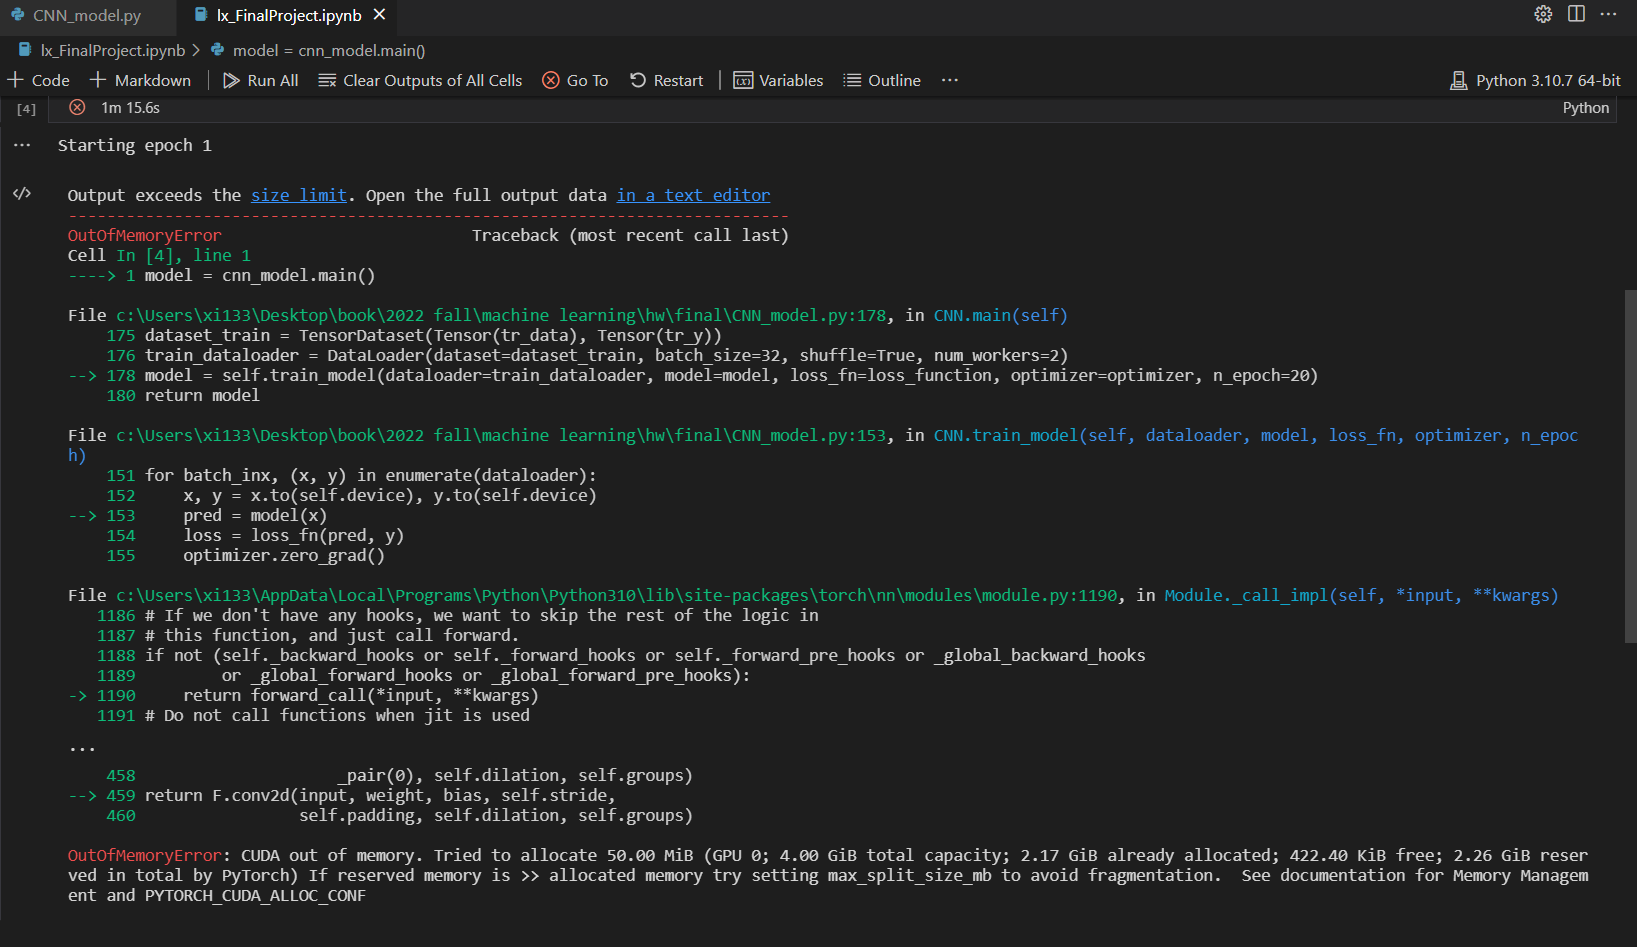 CNN_model.py lx_FinalProject.ipynb
lx_FinalProject.ipynb > model = cnn_model.main()
+ Code + Markdown | Run All Clear Outputs of All Cells Go To Restart | Variables Outline ... Python 3.10.7 64-bit
[4] 1m 15.6s Python
... Starting epoch 1
</> Output exceeds the size limit. Open the full output data in a text editor
---------------------------------------------------------------------------
OutOfMemoryError                          Traceback (most recent call last)
Cell In [4], line 1
----> 1 model = cnn_model.main()
File c:\Users\xi133\Desktop\book\2022 fall\machine learning\hw\final\CNN_model.py:178, in CNN.main(self)
    175 dataset_train = TensorDataset(Tensor(tr_data), Tensor(tr_y))
    176 train_dataloader = DataLoader(dataset=dataset_train, batch_size=32, shuffle=True, num_workers=2)
--> 178 model = self.train_model(dataloader=train_dataloader, model=model, loss_fn=loss_function, optimizer=optimizer, n_epoch=20)
    180 return model
File c:\Users\xi133\Desktop\book\2022 fall\machine learning\hw\final\CNN_model.py:153, in CNN.train_model(self, dataloader, model, loss_fn, optimizer, n_epoc
h)
    151 for batch_inx, (x, y) in enumerate(dataloader):
    152     x, y = x.to(self.device), y.to(self.device)
--> 153     pred = model(x)
    154     loss = loss_fn(pred, y)
    155     optimizer.zero_grad()
File c:\Users\xi133\AppData\Local\Programs\Python\Python310\lib\site-packages\torch\nn\modules\module.py:1190, in Module._call_impl(self, *input, **kwargs)
   1186 # If we don't have any hooks, we want to skip the rest of the logic in
   1187 # this function, and just call forward.
   1188 if not (self._backward_hooks or self._forward_hooks or self._forward_pre_hooks or _global_backward_hooks
   1189         or _global_forward_hooks or _global_forward_pre_hooks):
-> 1190     return forward_call(*input, **kwargs)
   1191 # Do not call functions when jit is used
...
    458                     _pair(0), self.dilation, self.groups)
--> 459 return F.conv2d(input, weight, bias, self.stride,
    460                 self.padding, self.dilation, self.groups)
OutOfMemoryError: CUDA out of memory. Tried to allocate 50.00 MiB (GPU 0; 4.00 GiB total capacity; 2.17 GiB already allocated; 422.40 KiB free; 2.26 GiB reser
ved in total by PyTorch) If reserved memory is >> allocated memory try setting max_split_size_mb to avoid fragmentation.  See documentation for Memory Managem
ent and PYTORCH_CUDA_ALLOC_CONF